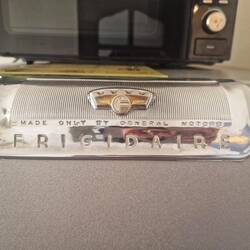 MADE ONLY BY GENERAL MOTORS
FRIGIDAIRE